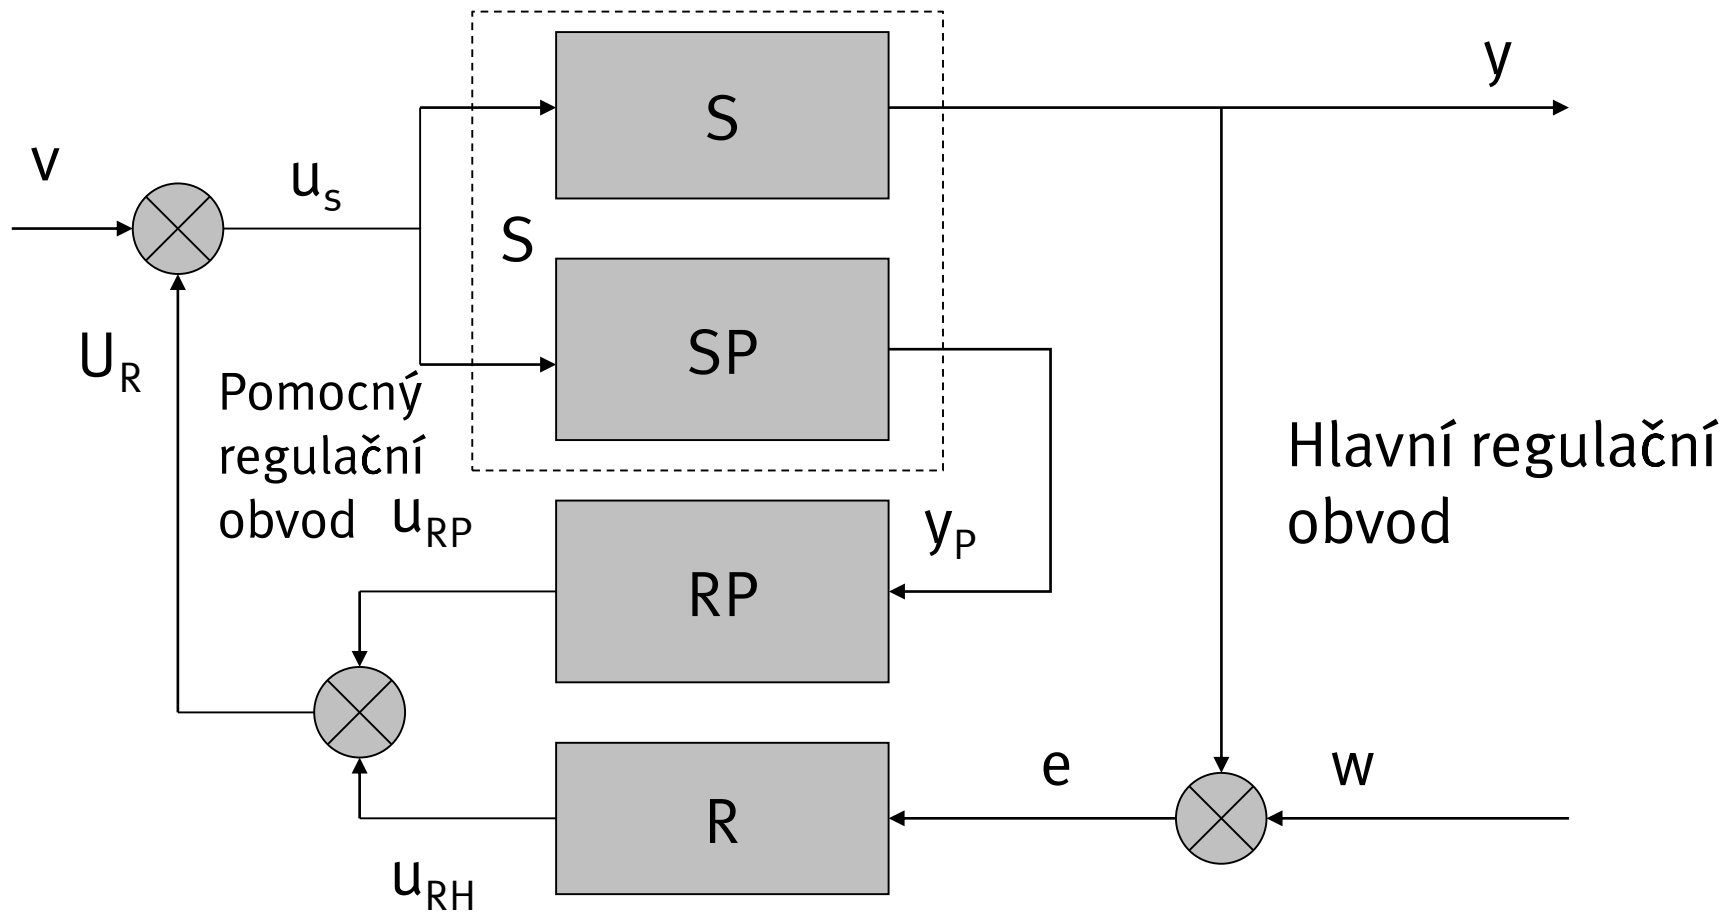 y
S
v
u_s
S
SP
U_R
Pomocný
regulační
obvod
u_RP
y_P
Hlavní regulační
obvod
RP
e
w
R
u_RH